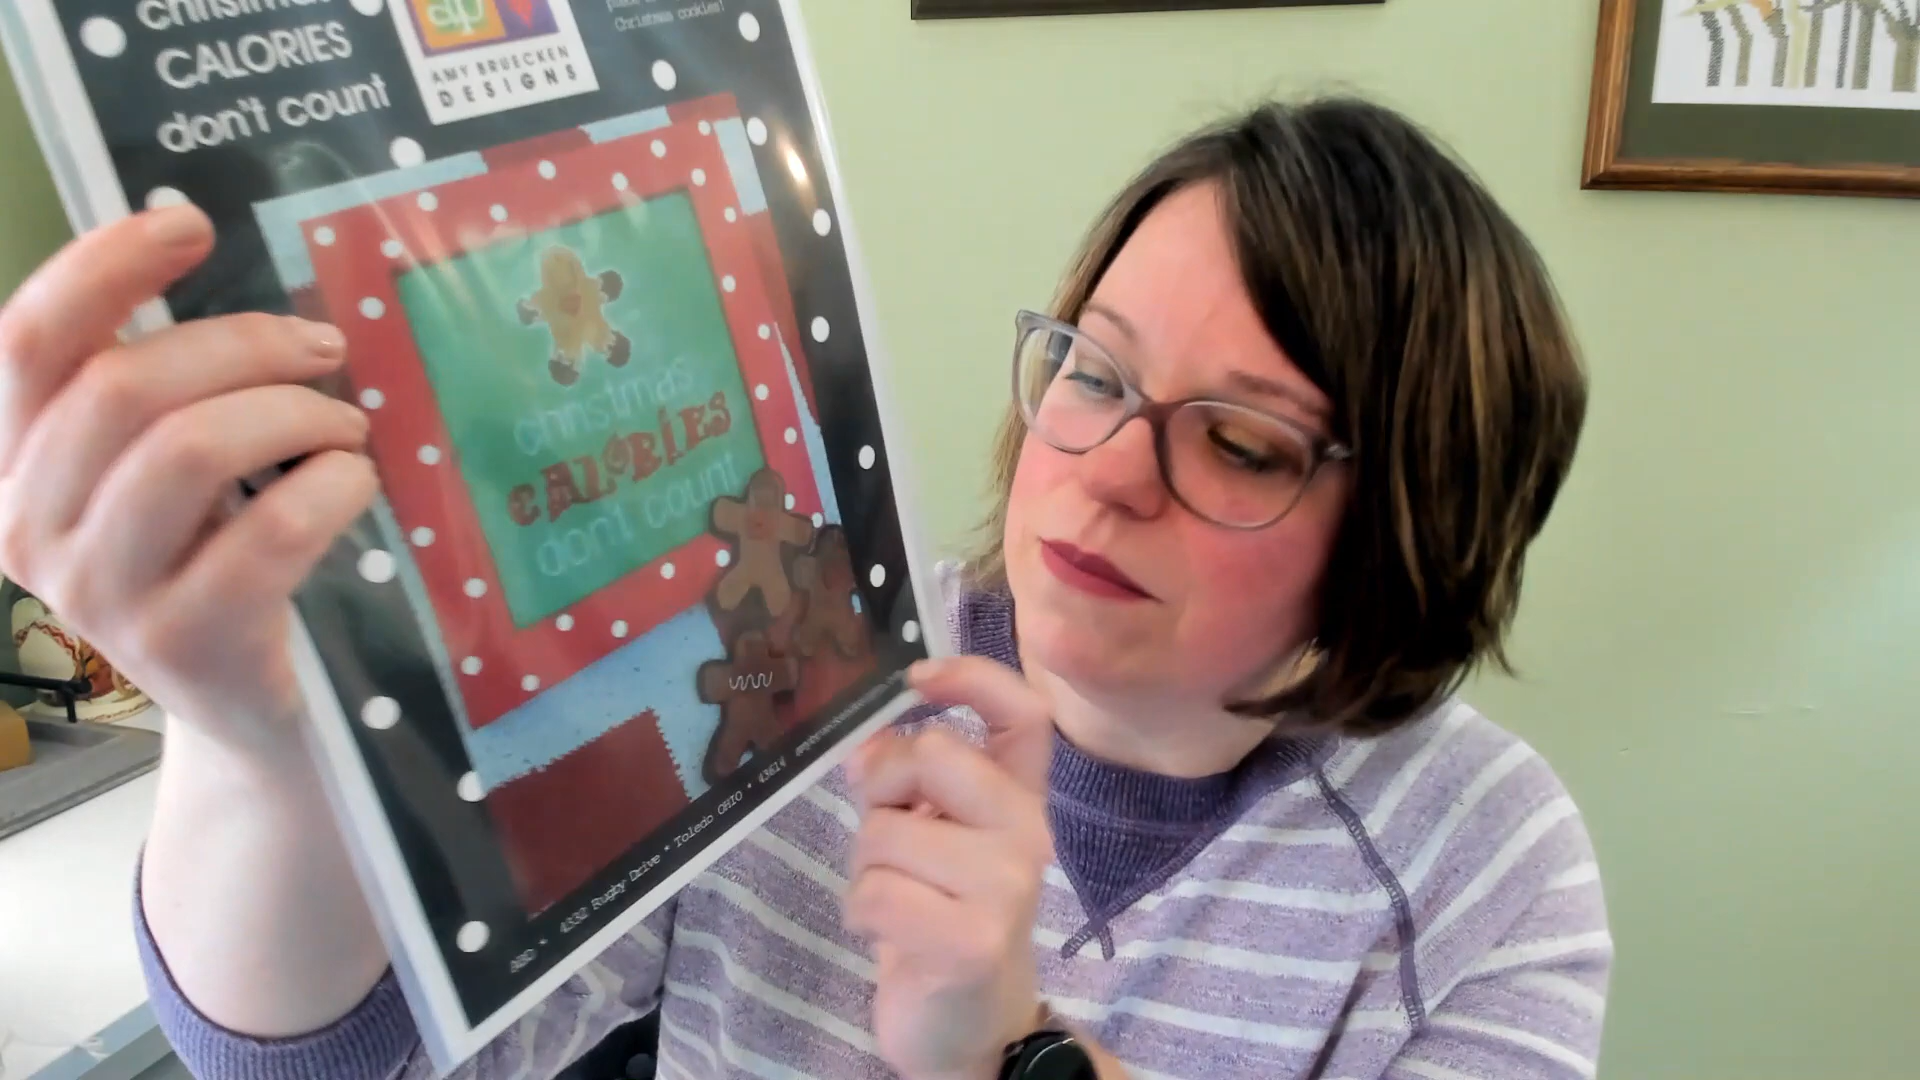 christmas
CALORIES
don't count
AMY BRUECKEN
DESIGNS
Christmas cookies!
christmas
CALORIES
don't count
ABD * 4332 Rugby Drive * Toledo OHIO * 43614